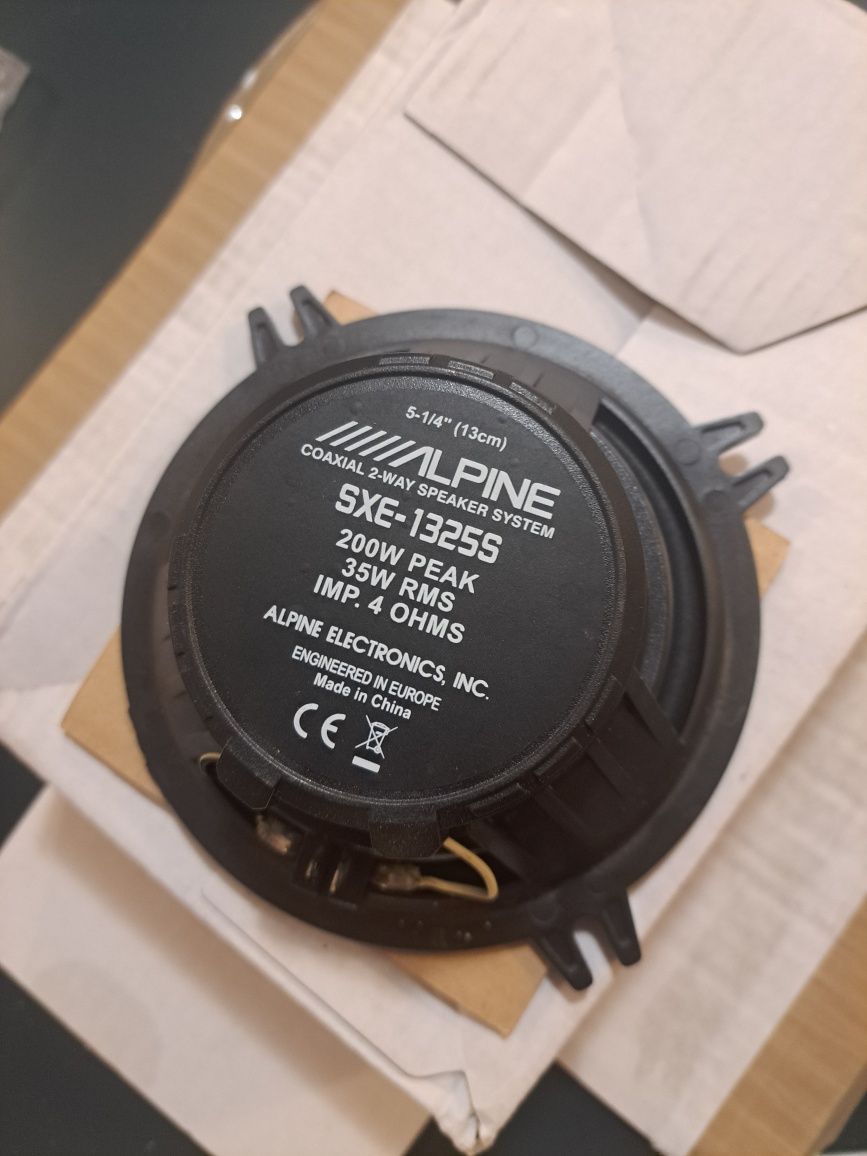 5-1/4" (13cm)
ALPINE
COAXIAL 2-WAY SPEAKER SYSTEM
SXE-1325S
200W PEAK
35W RMS
IMP. 4 OHMS
ALPINE ELECTRONICS, INC.
ENGINEERED IN EUROPE
Made in China
CE